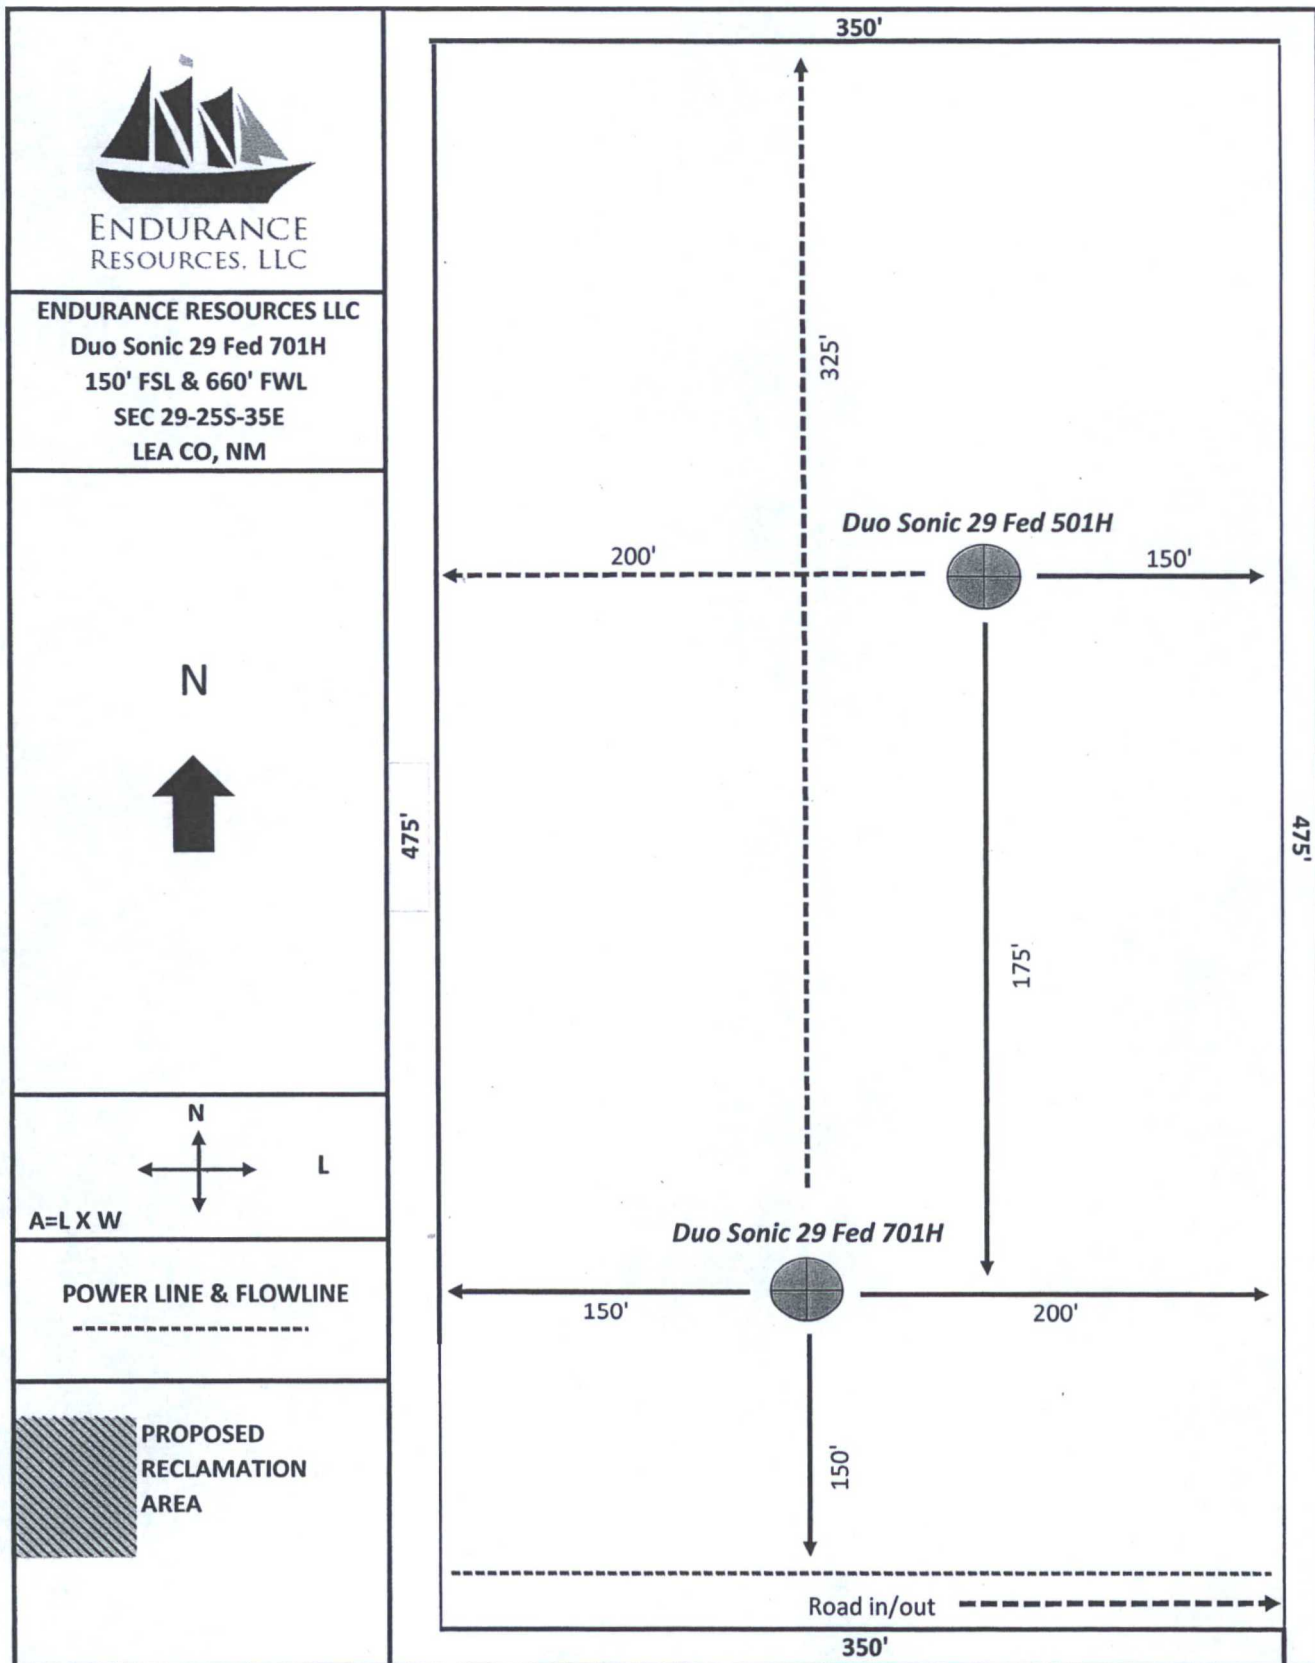 ENDURANCE
RESOURCES, LLC
ENDURANCE RESOURCES LLC
Duo Sonic 29 Fed 701H
150' FSL & 660' FWL
SEC 29-25S-35E
LEA CO, NM
N
N
L
A=L X W
POWER LINE & FLOWLINE
PROPOSED
RECLAMATION
AREA
350'
325'
Duo Sonic 29 Fed 501H
200'
150'
475'
475'
175'
Duo Sonic 29 Fed 701H
150'
200'
150'
Road in/out
350'